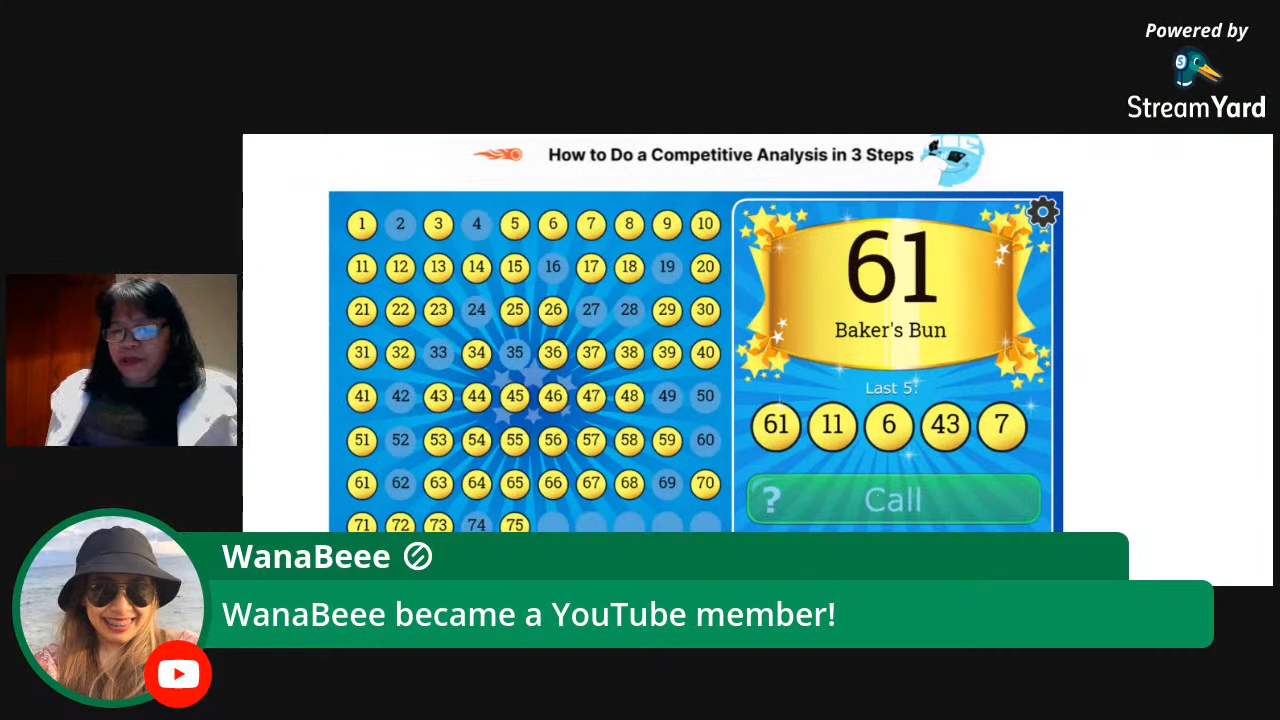 Powered by
S
StreamYard
How to Do a Competitive Analysis in 3 Steps
1 2 3 4 5 6 7 8 9 10
11 12 13 14 15 16 17 18 19 20
21 22 23 24 25 26 27 28 29 30
31 32 33 34 35 36 37 38 39 40
41 42 43 44 45 46 47 48 49 50
51 52 53 54 55 56 57 58 59 60
61 62 63 64 65 66 67 68 69 70
71 72 73 74 75
61
Baker's Bun
Last 5:
61 11 6 43 7
? Call
WanaBeee
WanaBeee became a YouTube member!